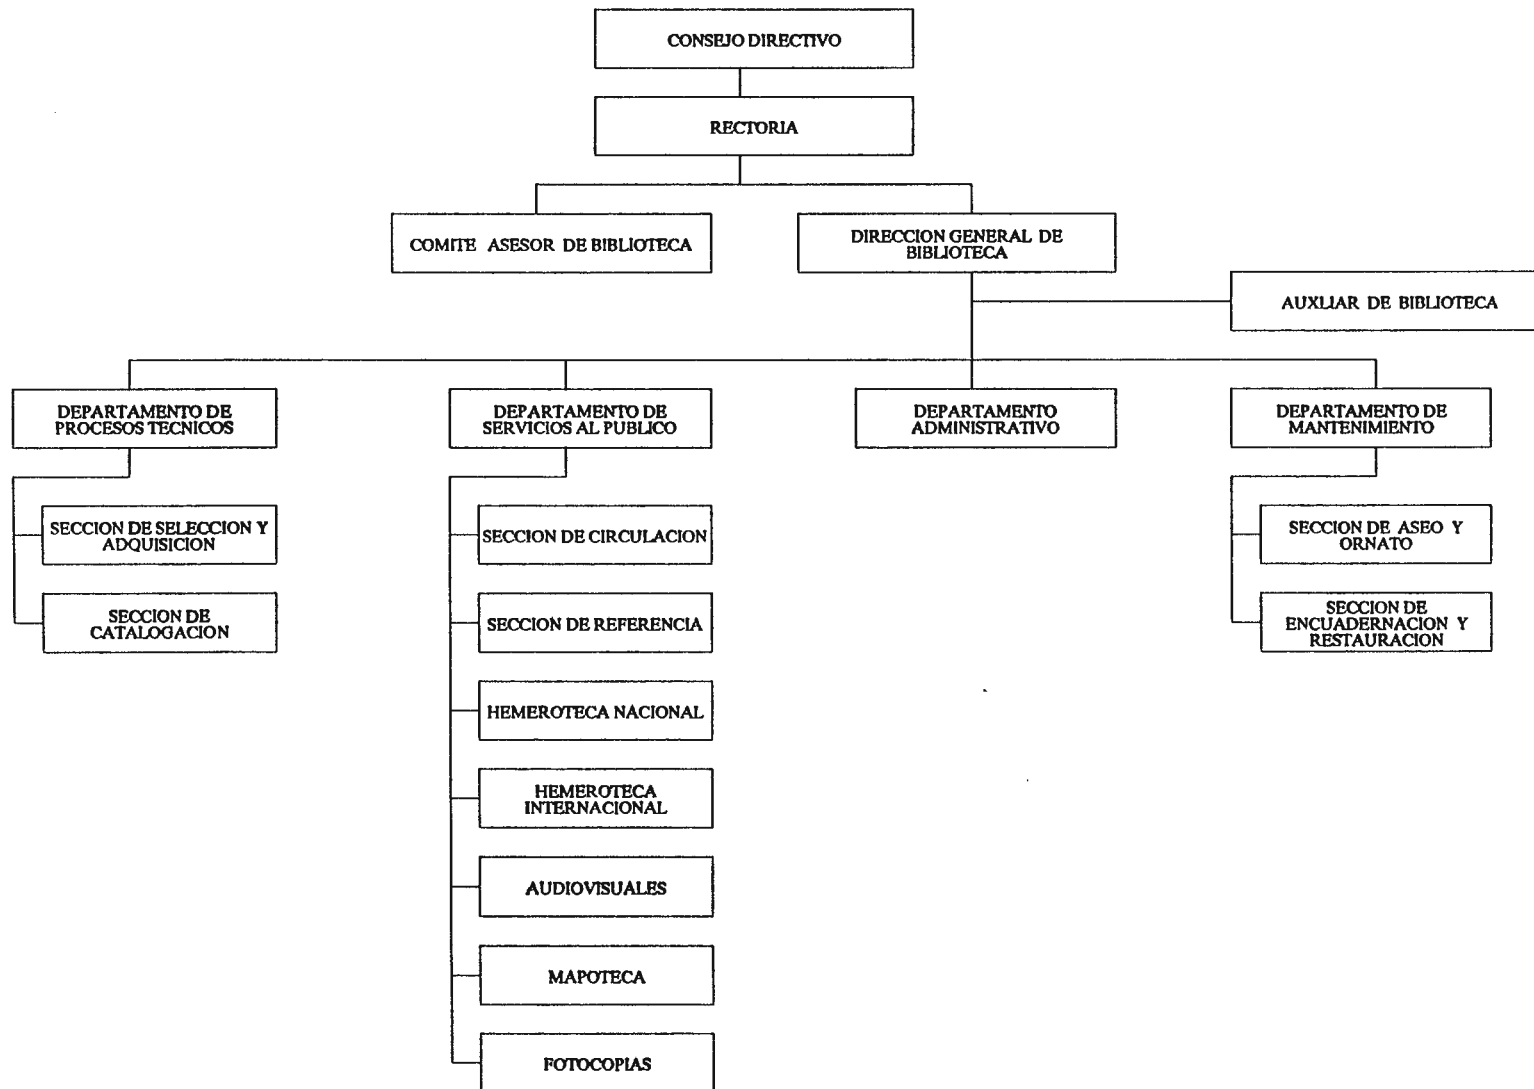 CONSEJO DIRECTIVO
RECTORIA
COMITE ASESOR DE BIBLIOTECA
DIRECCION GENERAL DE
BIBLIOTECA
AUXLIAR DE BIBLIOTECA
DEPARTAMENTO DE
PROCESOS TECNICOS
DEPARTAMENTO DE
SERVICIOS AL PUBLICO
DEPARTAMENTO
ADMINISTRATIVO
DEPARTAMENTO DE
MANTENIMIENTO
SECCION DE SELECCION Y
ADQUISICION
SECCION DE
CATALOGACION
SECCION DE CIRCULACION
SECCION DE REFERENCIA
HEMEROTECA NACIONAL
HEMEROTECA
INTERNACIONAL
AUDIOVISUALES
MAPOTECA
FOTOCOPIAS
SECCION DE ASEO Y
ORNATO
SECCION DE
ENCUADERNACION Y
RESTAURACION